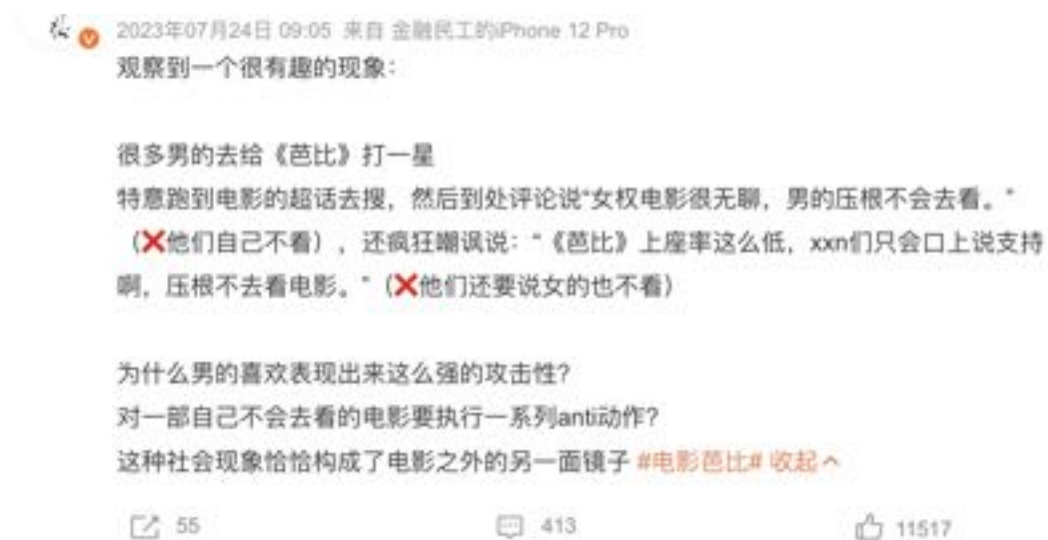 2023年07月24日 09:05 来自 金融民工的iPhone 12 Pro
观察到一个很有趣的现象：
很多男的去给《芭比》打一星
特意跑到电影的超话去搜，然后到处评论说“女权电影很无聊，男的压根不会去看。”
（❌他们自己不看），还疯狂嘲讽说：“《芭比》上座率这么低，xxn们只会口上说支持
啊，压根不去看电影。”（❌他们还要说女的也不看）
为什么男的喜欢表现出来这么强的攻击性？
对一部自己不会去看的电影要执行一系列anti动作？
这种社会现象恰恰构成了电影之外的另一面镜子 #电影芭比# 收起
55 413 11517